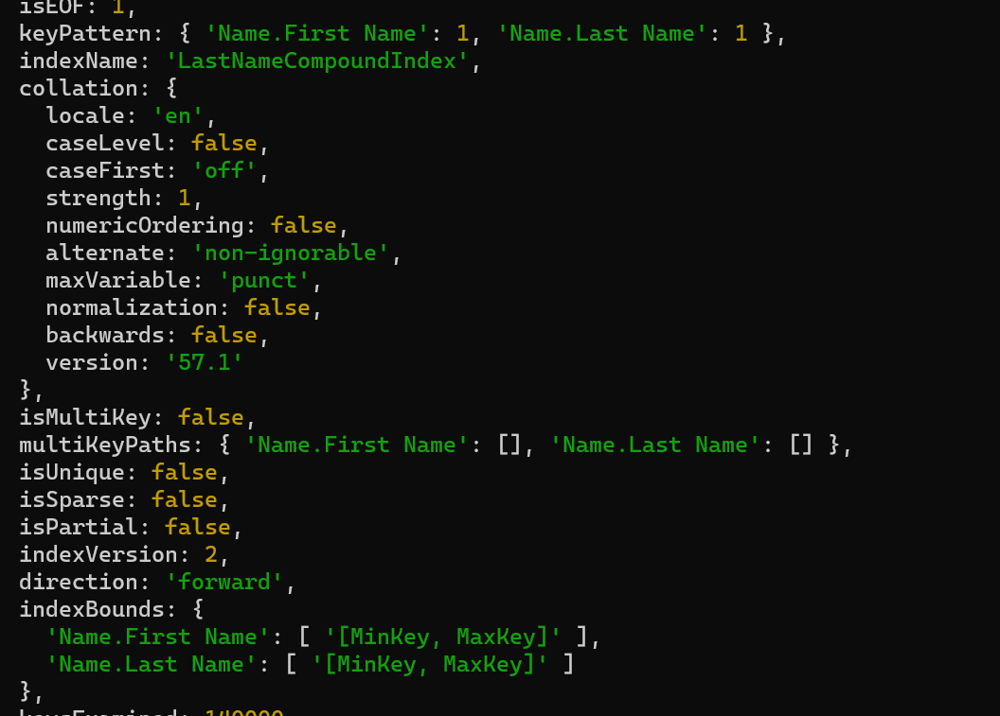 isEOF: 1,
keyPattern: { 'Name.First Name': 1, 'Name.Last Name': 1 },
indexName: 'LastNameCompoundIndex',
collation: {
  locale: 'en',
  caseLevel: false,
  caseFirst: 'off',
  strength: 1,
  numericOrdering: false,
  alternate: 'non-ignorable',
  maxVariable: 'punct',
  normalization: false,
  backwards: false,
  version: '57.1'
},
isMultiKey: false,
multiKeyPaths: { 'Name.First Name': [], 'Name.Last Name': [] },
isUnique: false,
isSparse: false,
isPartial: false,
indexVersion: 2,
direction: 'forward',
indexBounds: {
  'Name.First Name': [ '[MinKey, MaxKey]' ],
  'Name.Last Name': [ '[MinKey, MaxKey]' ]
},
keysExamined: